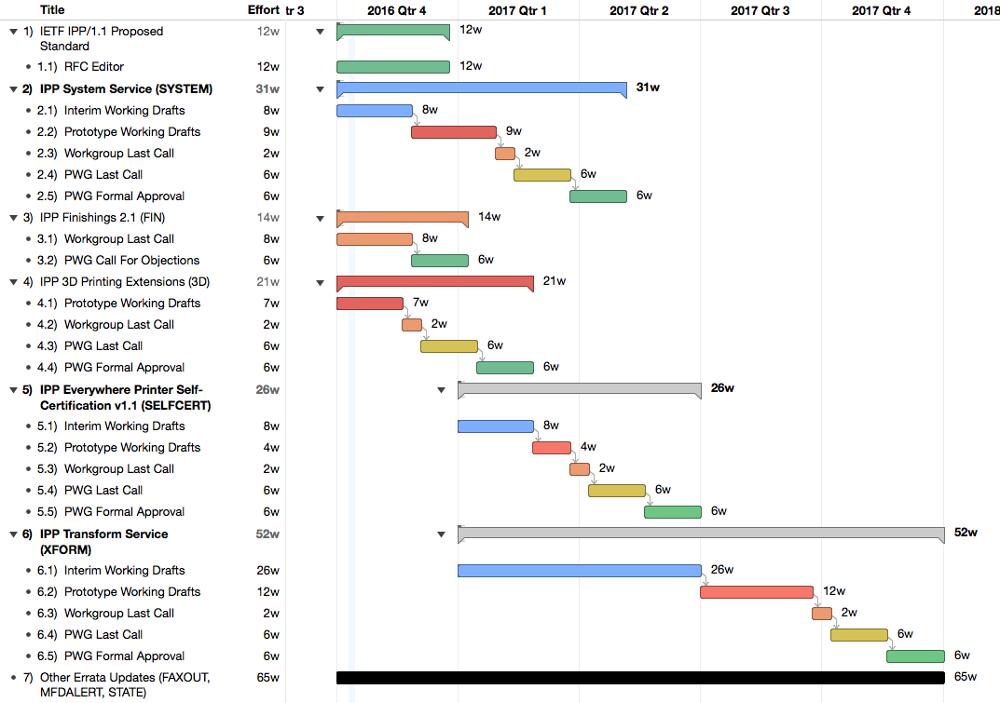 Title Effort tr 3 2016 Qtr 4 2017 Qtr 1 2017 Qtr 2 2017 Qtr 3 2017 Qtr 4 2018
1) IETF IPP/1.1 Proposed 12w 12w
Standard
• 1.1) RFC Editor 12w 12w
2) IPP System Service (SYSTEM) 31w 31w
• 2.1) Interim Working Drafts 8w 8w
• 2.2) Prototype Working Drafts 9w 9w
• 2.3) Workgroup Last Call 2w 2w
• 2.4) PWG Last Call 6w 6w
• 2.5) PWG Formal Approval 6w 6w
3) IPP Finishings 2.1 (FIN) 14w 14w
• 3.1) Workgroup Last Call 8w 8w
• 3.2) PWG Call For Objections 6w 6w
4) IPP 3D Printing Extensions (3D) 21w 21w
• 4.1) Prototype Working Drafts 7w 7w
• 4.2) Workgroup Last Call 2w 2w
• 4.3) PWG Last Call 6w 6w
• 4.4) PWG Formal Approval 6w 6w
5) IPP Everywhere Printer Self- 26w 26w
Certification v1.1 (SELFCERT)
• 5.1) Interim Working Drafts 8w 8w
• 5.2) Prototype Working Drafts 4w 4w
• 5.3) Workgroup Last Call 2w 2w
• 5.4) PWG Last Call 6w 6w
• 5.5) PWG Formal Approval 6w 6w
6) IPP Transform Service 52w 52w
(XFORM)
• 6.1) Interim Working Drafts 26w 26w
• 6.2) Prototype Working Drafts 12w 12w
• 6.3) Workgroup Last Call 2w 2w
• 6.4) PWG Last Call 6w 6w
• 6.5) PWG Formal Approval 6w 6w
• 7) Other Errata Updates (FAXOUT, 65w 65w
MFDALERT, STATE)